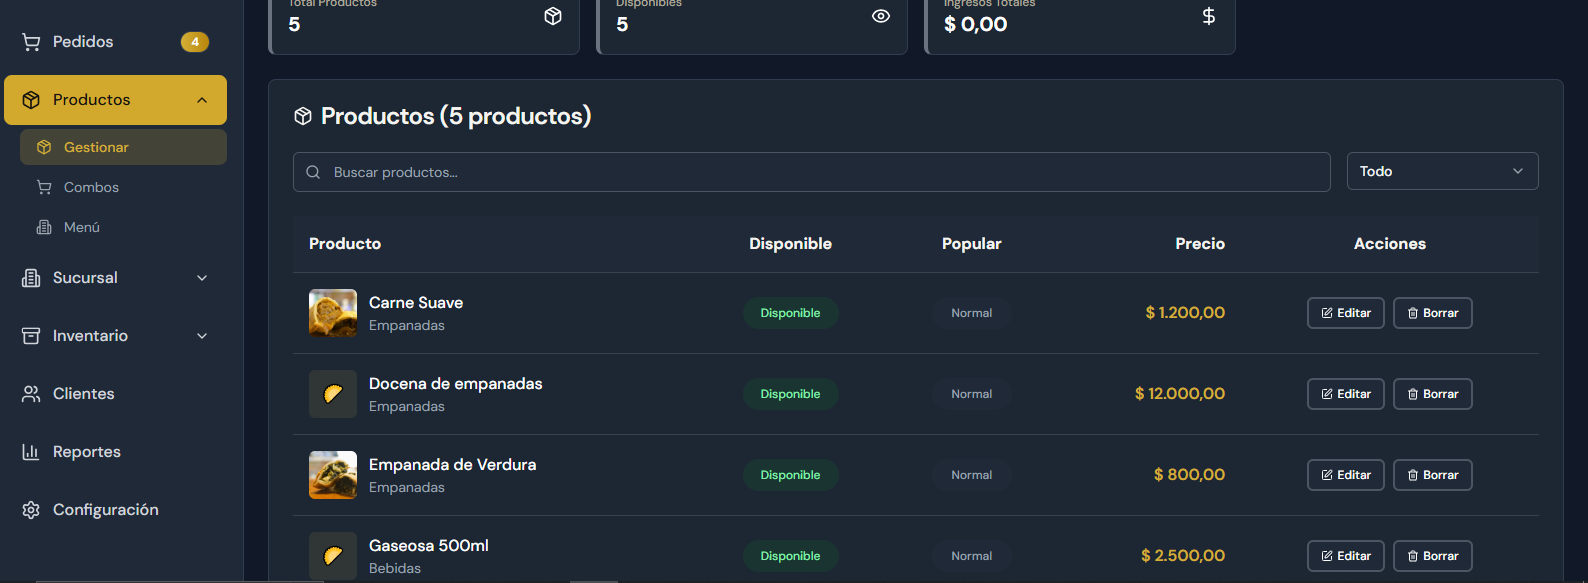 Total Productos
5
Disponibles
5
Ingresos Totales
$ 0,00
Pedidos
4
Productos
Gestionar
Combos
Menú
Sucursal
Inventario
Clientes
Reportes
Configuración
Productos (5 productos)
Buscar productos...
Todo
Producto Disponible Popular Precio Acciones
Carne Suave
Empanadas
Disponible Normal $ 1.200,00 Editar Borrar
Docena de empanadas
Empanadas
Disponible Normal $ 12.000,00 Editar Borrar
Empanada de Verdura
Empanadas
Disponible Normal $ 800,00 Editar Borrar
Gaseosa 500ml
Bebidas
Disponible Normal $ 2.500,00 Editar Borrar